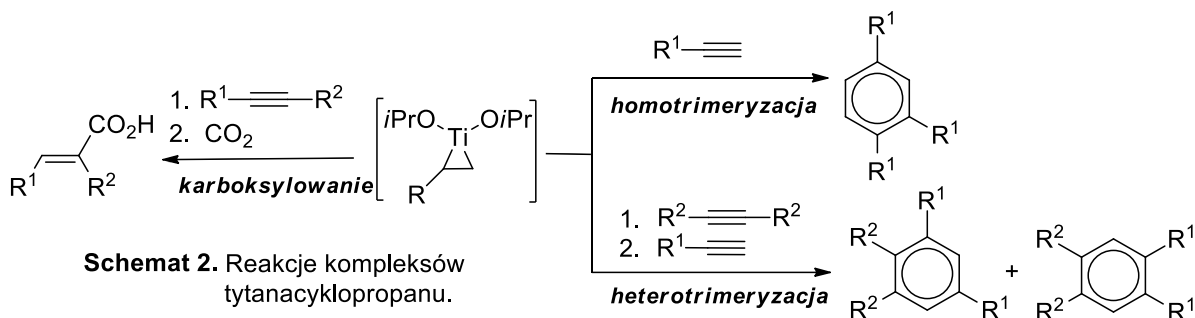 1. R¹ R²
2. CO₂
karboksylowanie
CO₂H
R¹ R²
iPrO OiPr
Ti
R
R¹
homotrimeryzacja
R¹
R¹
R¹
1. R² R²
2. R¹
heterotrimeryzacja
R¹
R²
R² R¹
+
R² R¹
R² R¹
Schemat 2. Reakcje kompleksów
tytanacyklopropanu.